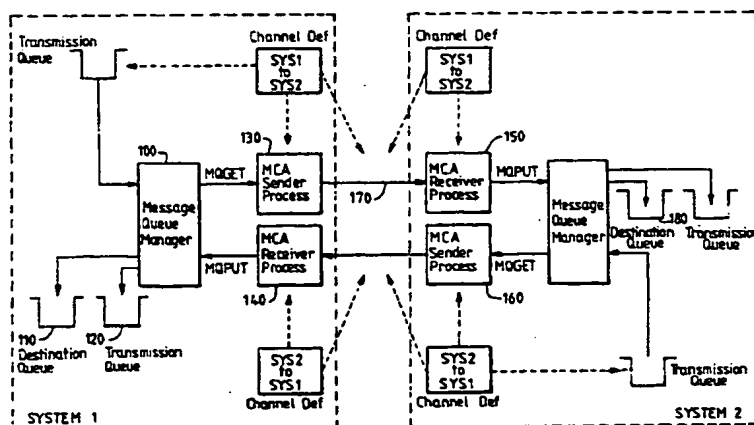 Transmission
Queue
Channel Def
SYS1
to
SYS2
Channel Def
SYS1
to
SYS2
100
MQGET
130
MCA
Sender
Process
170
150
MCA
Receiver
Process
MQPUT
Message
Queue
Manager
Message
Queue
Manager
180
Destination
Queue
Transmission
Queue
MQPUT
MCA
Receiver
Process
140
MCA
Sender
Process
160
MQGET
110
Destination
Queue
120
Transmission
Queue
SYS2
to
SYS1
Channel Def
SYS2
to
SYS1
Channel Def
Transmission
Queue
SYSTEM 1
SYSTEM 2